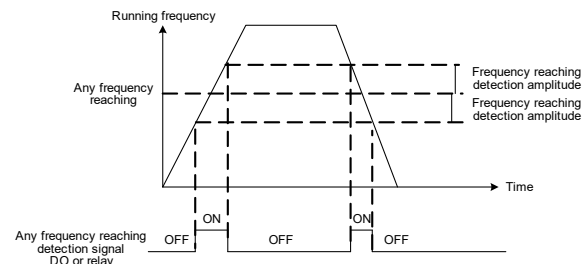 Running frequency
Frequency reaching
detection amplitude
Any frequency
reaching
Frequency reaching
detection amplitude
Time
ON
ON
Any frequency reaching
detection signal
DO or relay
OFF
OFF
OFF